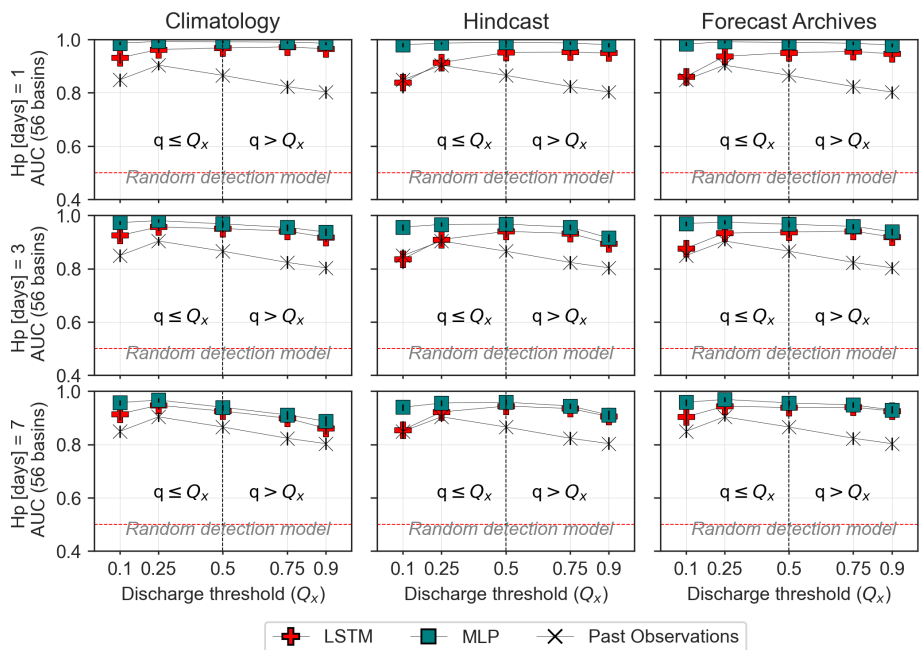 Climatology
Hindcast
Forecast Archives
Hp [days] = 1
AUC (56 basins)
1.0
0.8
0.6
0.4
q ≤ Qₓ
q > Qₓ
Random detection model
q ≤ Qₓ
q > Qₓ
Random detection model
q ≤ Qₓ
q > Qₓ
Random detection model
Hp [days] = 3
AUC (56 basins)
1.0
0.8
0.6
0.4
q ≤ Qₓ
q > Qₓ
Random detection model
q ≤ Qₓ
q > Qₓ
Random detection model
q ≤ Qₓ
q > Qₓ
Random detection model
Hp [days] = 7
AUC (56 basins)
1.0
0.8
0.6
0.4
q ≤ Qₓ
q > Qₓ
Random detection model
q ≤ Qₓ
q > Qₓ
Random detection model
q ≤ Qₓ
q > Qₓ
Random detection model
0.1 0.25 0.5 0.75 0.9
0.1 0.25 0.5 0.75 0.9
0.1 0.25 0.5 0.75 0.9
Discharge threshold (Qₓ)
Discharge threshold (Qₓ)
Discharge threshold (Qₓ)
LSTM
MLP
Past Observations